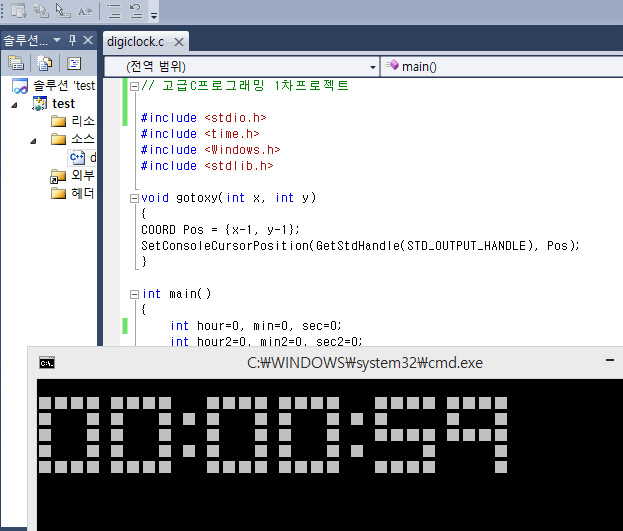 솔루션...
digiclock.c
(전역 범위)
main()
솔루션 'test
test
리소
소스
d
외부
헤더
// 고급C프로그래밍 1차프로젝트
#include <stdio.h>
#include <time.h>
#include <Windows.h>
#include <stdlib.h>
void gotoxy(int x, int y)
{
COORD Pos = {x-1, y-1};
SetConsoleCursorPosition(GetStdHandle(STD_OUTPUT_HANDLE), Pos);
}
int main()
{
int hour=0, min=0, sec=0;
int hour2=0, min2=0, sec2=0;
C:₩WINDOWS₩system32₩cmd.exe
00:00:59